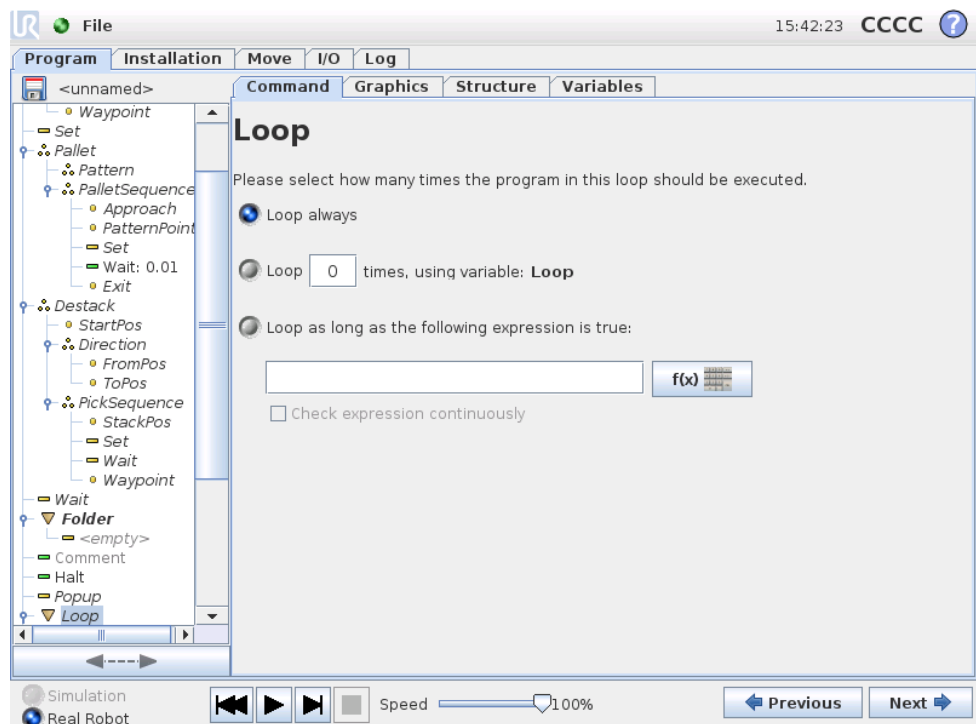 UR File 15:42:23 CCCC ?
Program Installation Move I/O Log
<unnamed> Command Graphics Structure Variables
Waypoint
Set
Pallet
Pattern
PalletSequence
Approach
PatternPoint
Set
Wait: 0.01
Exit
Destack
StartPos
Direction
FromPos
ToPos
PickSequence
StackPos
Set
Wait
Waypoint
Wait
Folder
<empty>
Comment
Halt
Popup
Loop
Loop
Please select how many times the program in this loop should be executed.
Loop always
Loop 0 times, using variable: Loop
Loop as long as the following expression is true:
f(x)
Check expression continuously
Simulation
Real Robot
Speed 100%
Previous Next